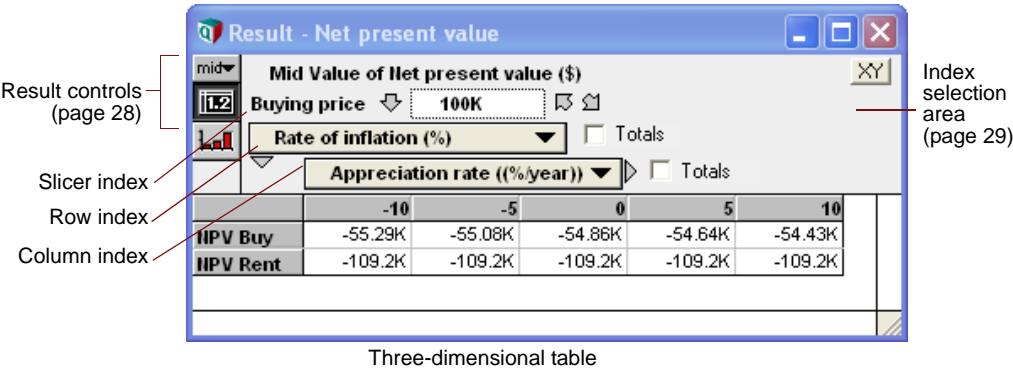 Result - Net present value
mid
Mid Value of Net present value ($)
XY
Result controls
(page 28)
1.2
Buying price
100K
Index
selection
area
(page 29)
Rate of inflation (%)
Totals
Slicer index
Appreciation rate ((%/year))
Totals
Row index
-10 -5 0 5 10
Column index
NPV Buy -55.29K -55.08K -54.86K -54.64K -54.43K
NPV Rent -109.2K -109.2K -109.2K -109.2K -109.2K
Three-dimensional table